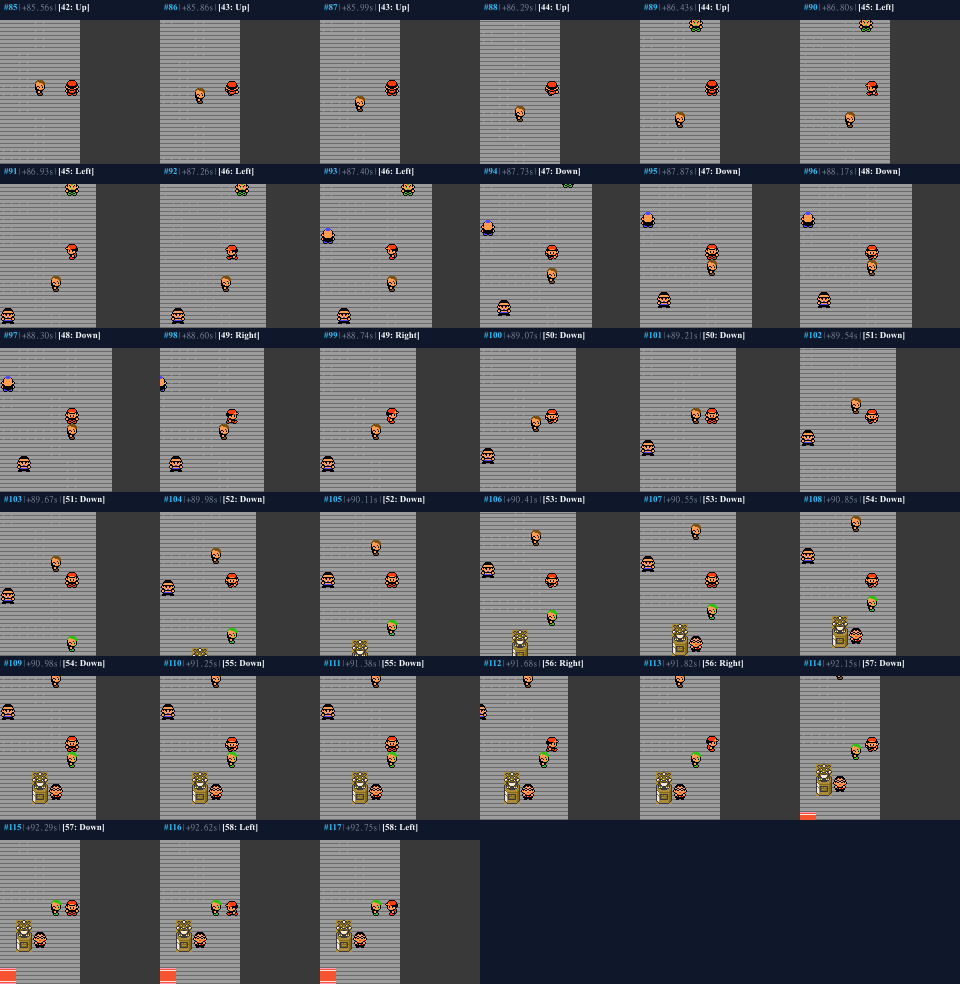 #85|+85.56s|[42: Up]
#86|+85.86s|[43: Up]
#87|+85.99s|[43: Up]
#88|+86.29s|[44: Up]
#89|+86.43s|[44: Up]
#90|+86.80s|[45: Left]
#91|+86.93s|[45: Left]
#92|+87.26s|[46: Left]
#93|+87.40s|[46: Left]
#94|+87.73s|[47: Down]
#95|+87.87s|[47: Down]
#96|+88.17s|[48: Down]
#97|+88.30s|[48: Down]
#98|+88.60s|[49: Right]
#99|+88.74s|[49: Right]
#100|+89.07s|[50: Down]
#101|+89.21s|[50: Down]
#102|+89.54s|[51: Down]
#103|+89.67s|[51: Down]
#104|+89.98s|[52: Down]
#105|+90.11s|[52: Down]
#106|+90.41s|[53: Down]
#107|+90.55s|[53: Down]
#108|+90.85s|[54: Down]
#109|+90.98s|[54: Down]
#110|+91.25s|[55: Down]
#111|+91.38s|[55: Down]
#112|+91.68s|[56: Right]
#113|+91.82s|[56: Right]
#114|+92.15s|[57: Down]
#115|+92.29s|[57: Down]
#116|+92.62s|[58: Left]
#117|+92.75s|[58: Left]